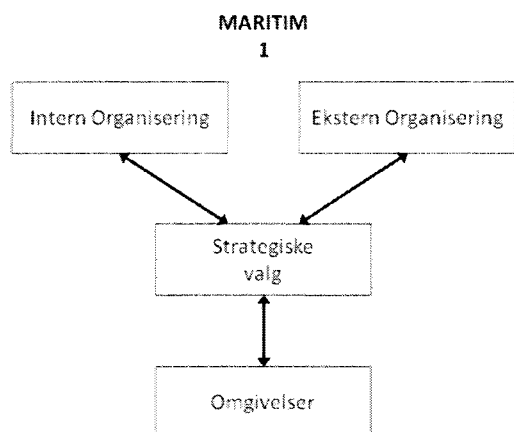 MARITIM
1
Intern Organisering
Ekstern Organisering
Strategiske
valg
Omgivelser